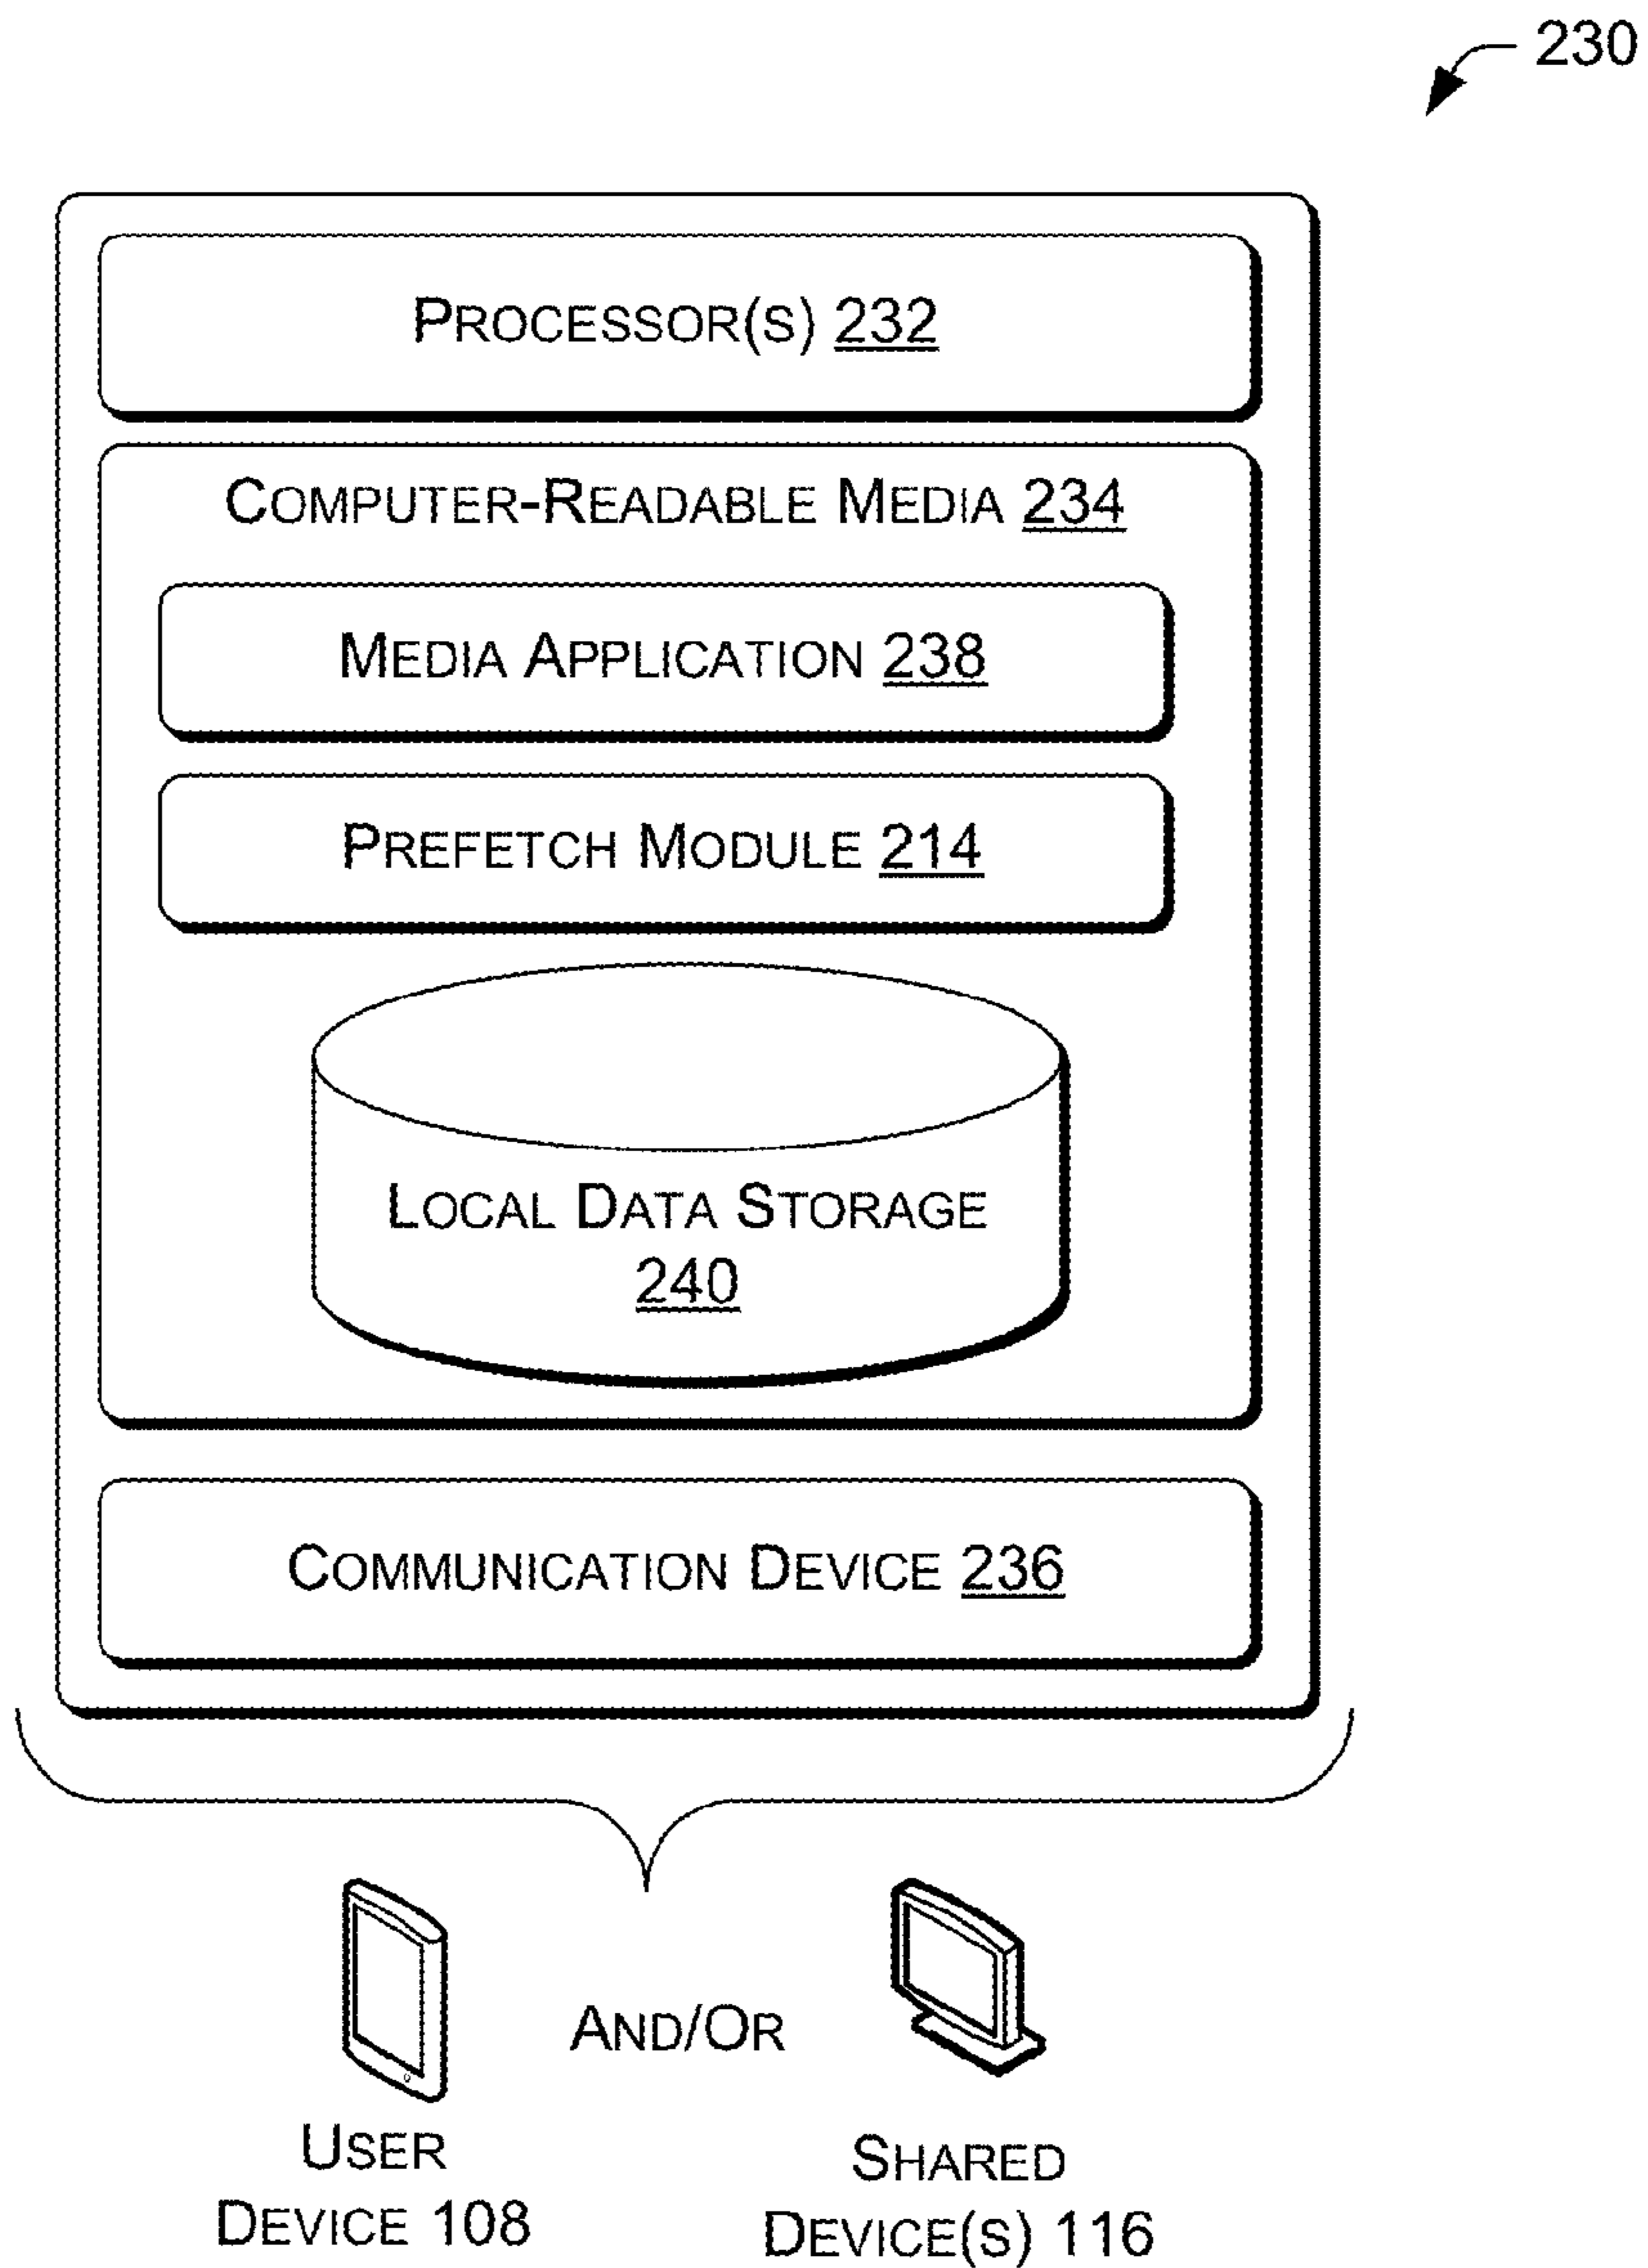 230
PROCESSOR(S) 232
COMPUTER-READABLE MEDIA 234
MEDIA APPLICATION 238
PREFETCH MODULE 214
LOCAL DATA STORAGE
240
COMMUNICATION DEVICE 236
AND/OR
USER
DEVICE 108
SHARED
DEVICE(S) 116